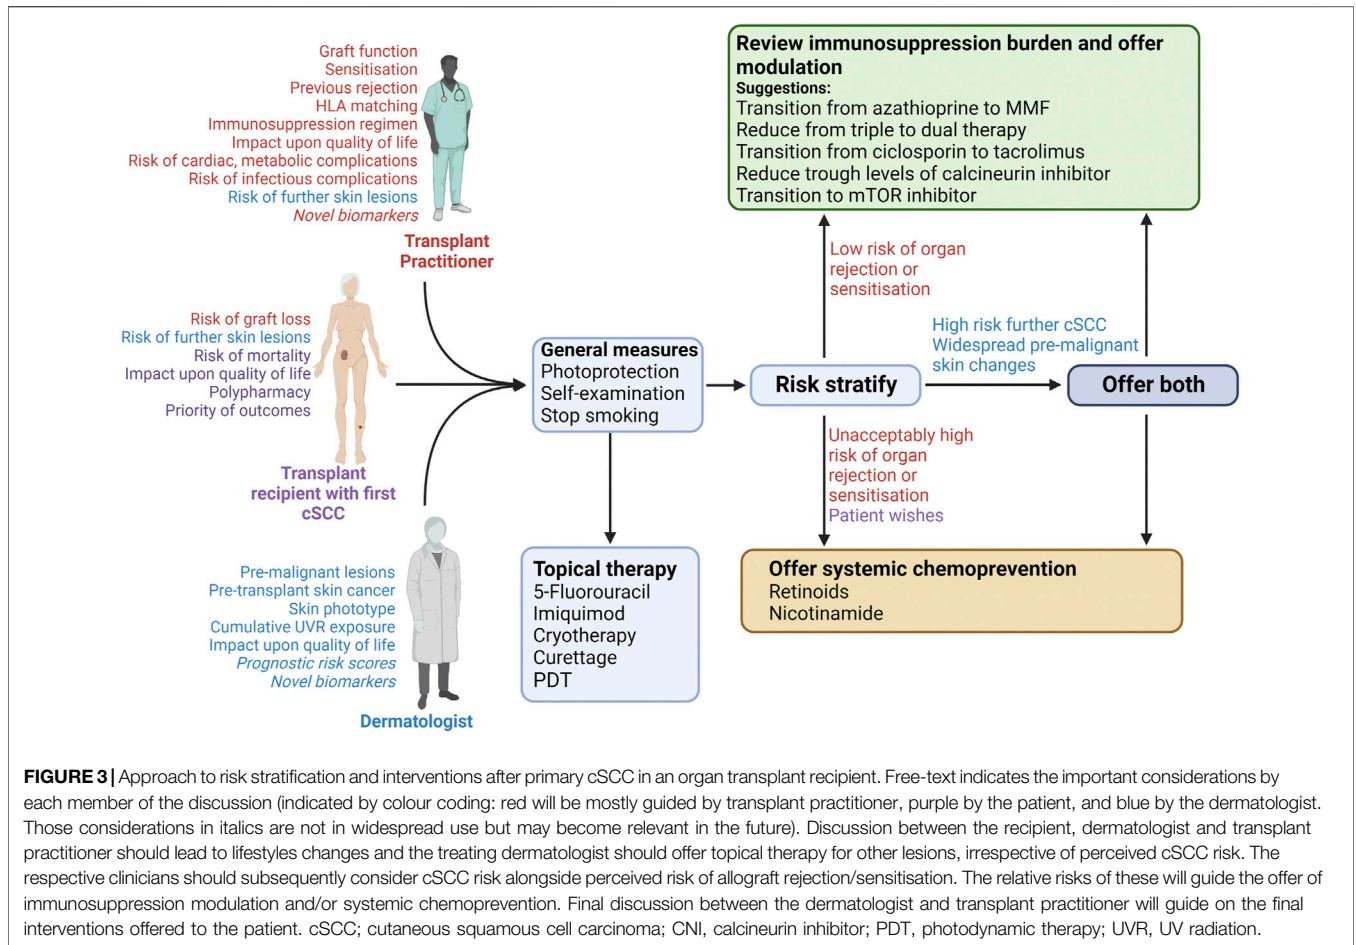 Graft function
Sensitisation
Previous rejection
HLA matching
Immunosuppression regimen
Impact upon quality of life
Risk of cardiac, metabolic complications
Risk of infectious complications
Risk of further skin lesions
Novel biomarkers
Transplant
Practitioner
Risk of graft loss
Risk of further skin lesions
Risk of mortality
Impact upon quality of life
Polypharmacy
Priority of outcomes
Transplant
recipient with first
cSCC
Pre-malignant lesions
Pre-transplant skin cancer
Skin phototype
Cumulative UVR exposure
Impact upon quality of life
Prognostic risk scores
Novel biomarkers
Dermatologist
General measures
Photoprotection
Self-examination
Stop smoking
Topical therapy
5-Fluorouracil
Imiquimod
Cryotherapy
Curettage
PDT
Risk stratify
Low risk of organ
rejection or
sensitisation
Review immunosuppression burden and offer
modulation
Suggestions:
Transition from azathioprine to MMF
Reduce from triple to dual therapy
Transition from ciclosporin to tacrolimus
Reduce trough levels of calcineurin inhibitor
Transition to mTOR inhibitor
High risk further cSCC
Widespread pre-malignant
skin changes
Offer both
Unacceptably high
risk of organ
rejection or
sensitisation
Patient wishes
Offer systemic chemoprevention
Retinoids
Nicotinamide
FIGURE 3 | Approach to risk stratification and interventions after primary cSCC in an organ transplant recipient. Free-text indicates the important considerations by
each member of the discussion (indicated by colour coding: red will be mostly guided by transplant practitioner, purple by the patient, and blue by the dermatologist.
Those considerations in italics are not in widespread use but may become relevant in the future). Discussion between the recipient, dermatologist and transplant
practitioner should lead to lifestyles changes and the treating dermatologist should offer topical therapy for other lesions, irrespective of perceived cSCC risk. The
respective clinicians should subsequently consider cSCC risk alongside perceived risk of allograft rejection/sensitisation. The relative risks of these will guide the offer of
immunosuppression modulation and/or systemic chemoprevention. Final discussion between the dermatologist and transplant practitioner will guide on the final
interventions offered to the patient. cSCC; cutaneous squamous cell carcinoma; CNI, calcineurin inhibitor; PDT, photodynamic therapy; UVR, UV radiation.